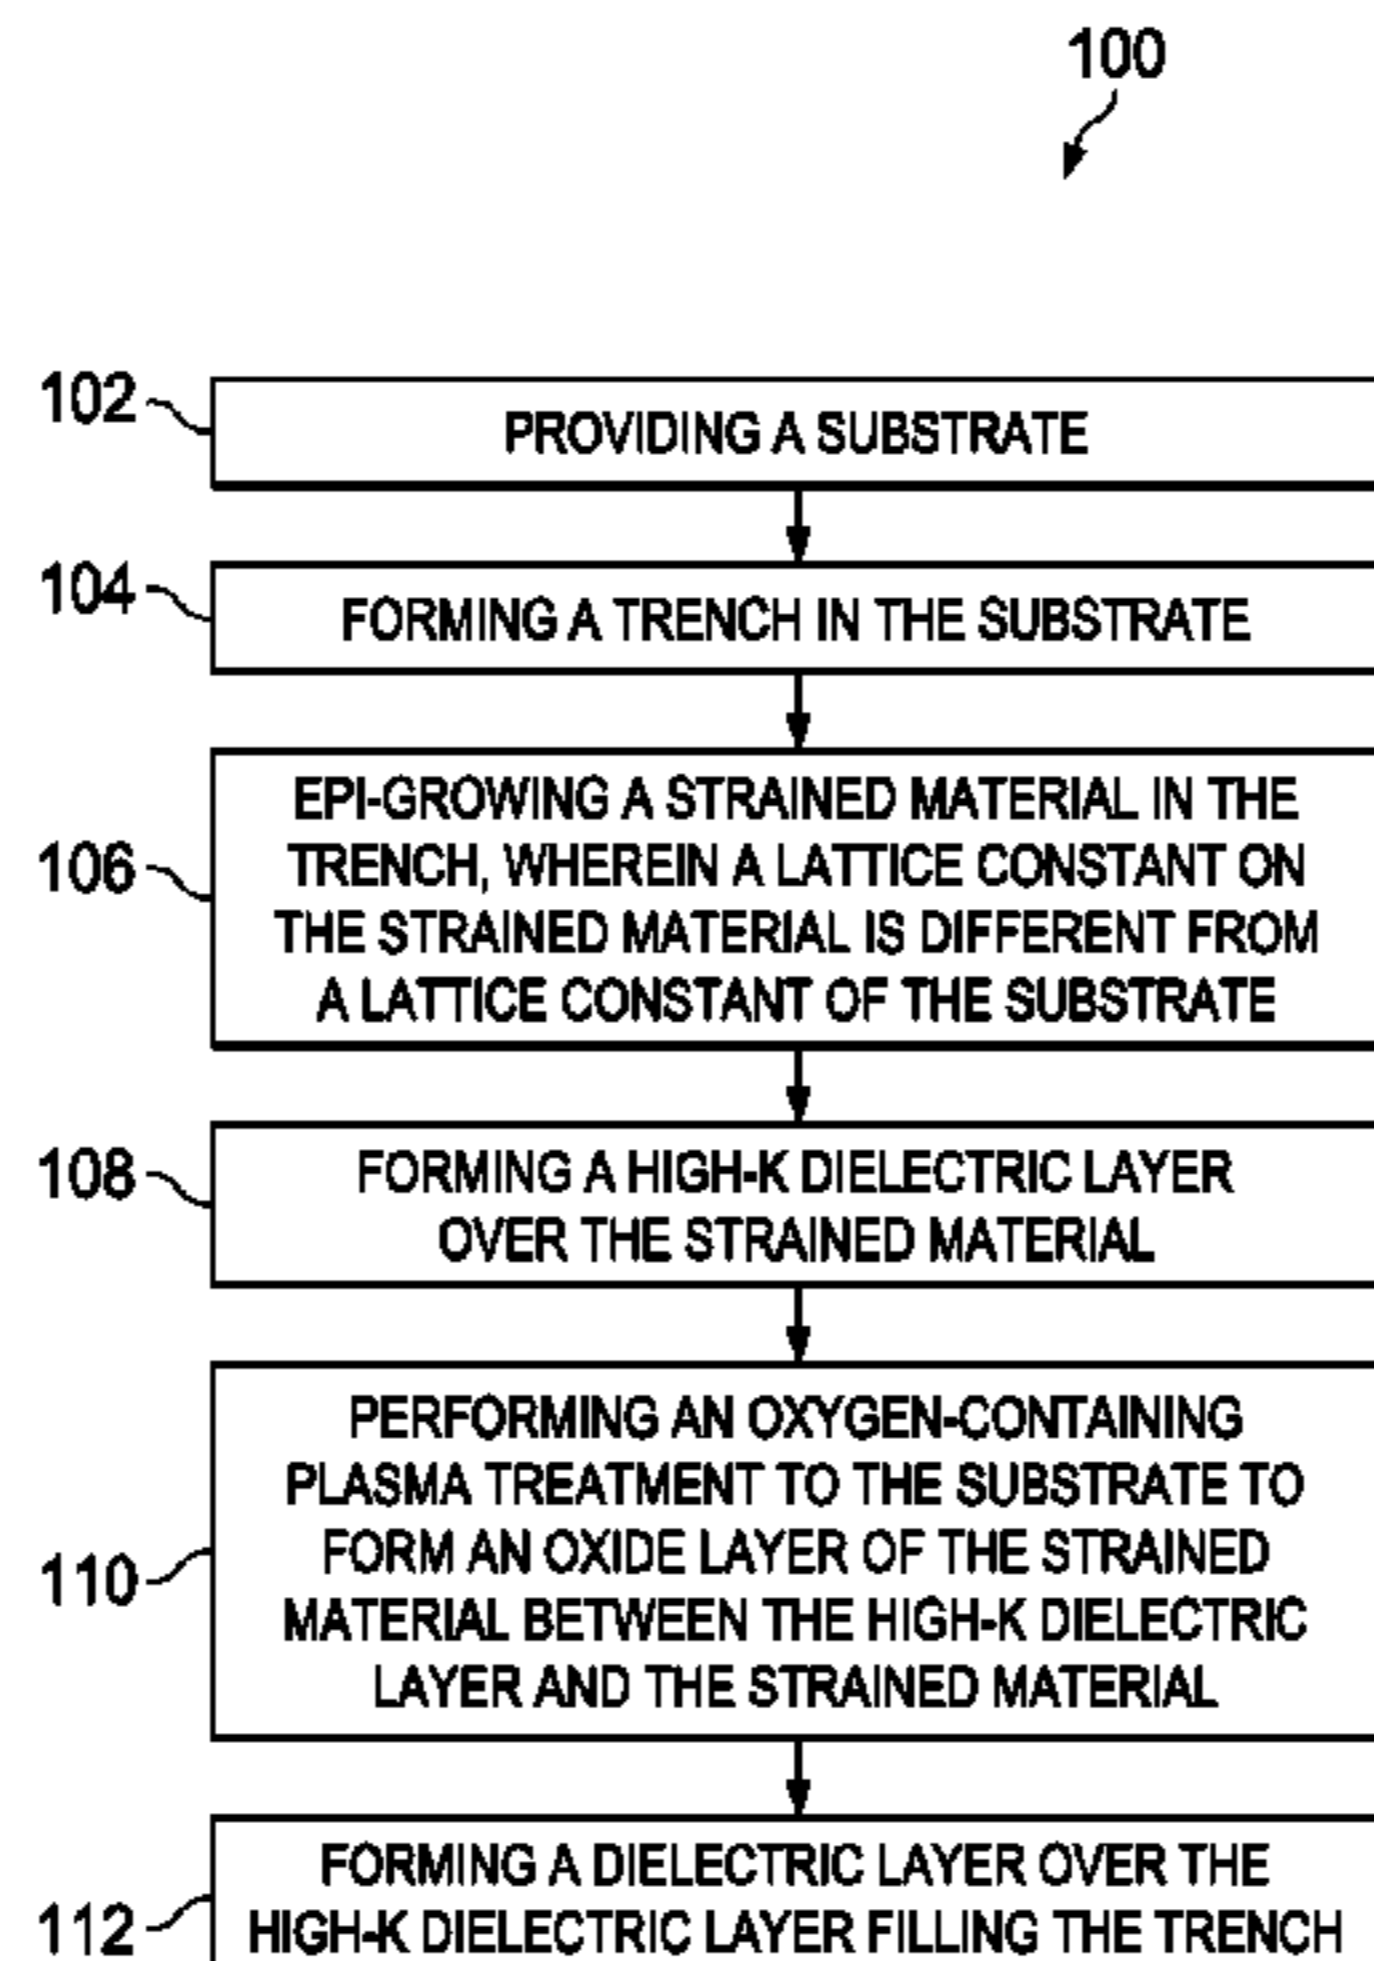 100
102
PROVIDING A SUBSTRATE
104
FORMING A TRENCH IN THE SUBSTRATE
106
EPI-GROWING A STRAINED MATERIAL IN THE
TRENCH, WHEREIN A LATTICE CONSTANT ON
THE STRAINED MATERIAL IS DIFFERENT FROM
A LATTICE CONSTANT OF THE SUBSTRATE
108
FORMING A HIGH-K DIELECTRIC LAYER
OVER THE STRAINED MATERIAL
110
PERFORMING AN OXYGEN-CONTAINING
PLASMA TREATMENT TO THE SUBSTRATE TO
FORM AN OXIDE LAYER OF THE STRAINED
MATERIAL BETWEEN THE HIGH-K DIELECTRIC
LAYER AND THE STRAINED MATERIAL
112
FORMING A DIELECTRIC LAYER OVER THE
HIGH-K DIELECTRIC LAYER FILLING THE TRENCH